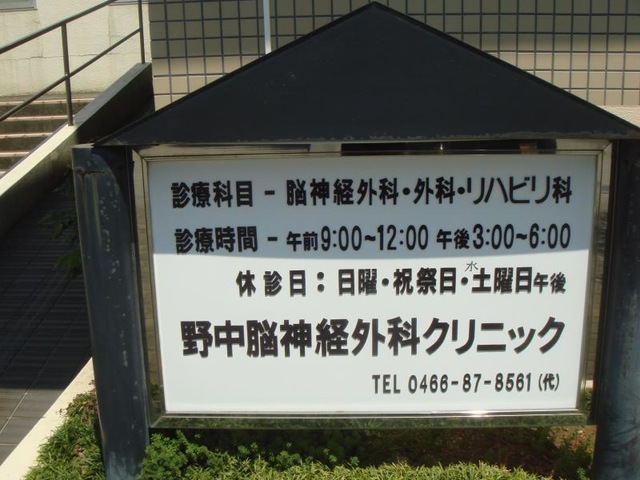 診療科目 - 脳神経外科・外科・リハビリ科
診療時間 - 午前9:00～12:00 午後3:00～6:00
休診日：日曜・祝祭日・水土曜日午後
野中脳神経外科クリニック
TEL 0466-87-8561（代）